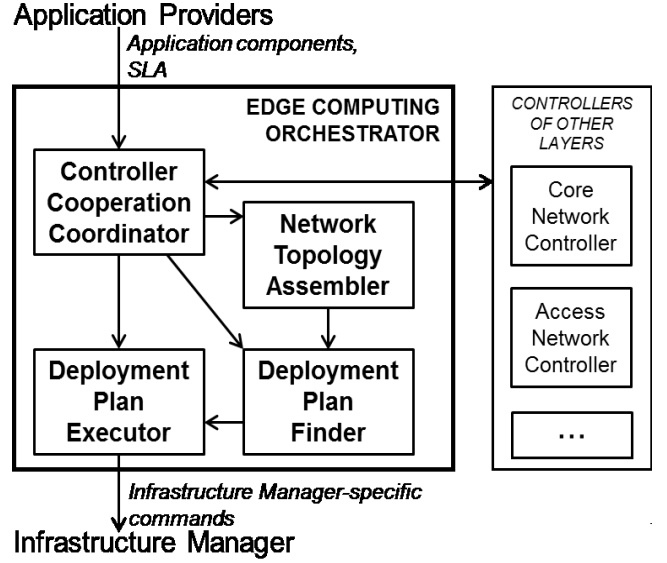 Application Providers
Application components,
SLA
EDGE COMPUTING
ORCHESTRATOR
CONTROLLERS
OF OTHER
LAYERS
Controller
Cooperation
Coordinator
Core
Network
Controller
Network
Topology
Assembler
Access
Network
Controller
Deployment
Plan
Executor
Deployment
Plan
Finder
...
Infrastructure Manager-specific
commands
Infrastructure Manager